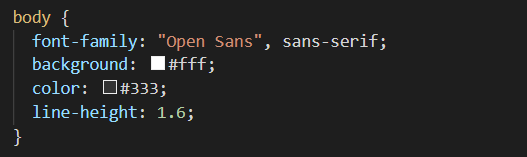 body {
font-family: "Open Sans", sans-serif;
background: #fff;
color: #333;
line-height: 1.6;
}